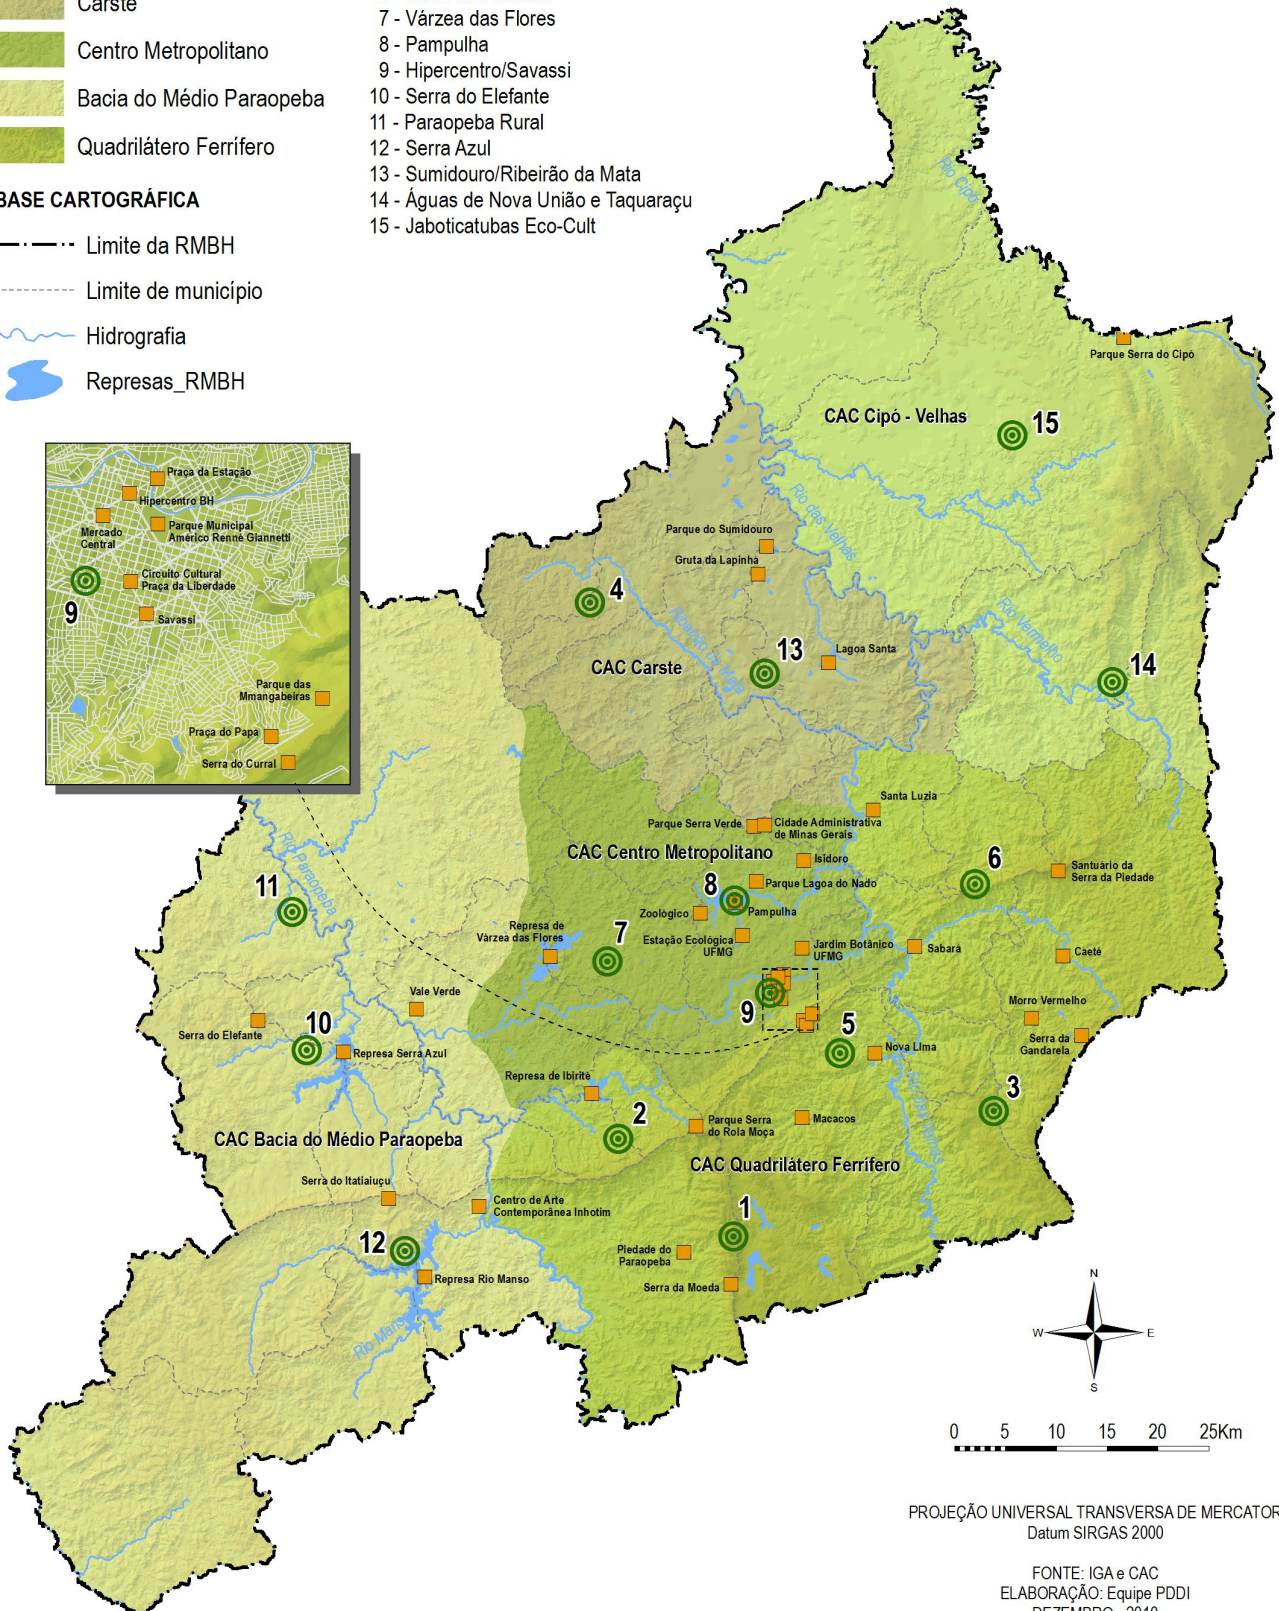 Carste
Centro Metropolitano
Bacia do Médio Paraopeba
Quadrilátero Ferrífero
BASE CARTOGRÁFICA
Limite da RMBH
Limite de município
Hidrografia
Represas_RMBH
7 - Várzea das Flores
8 - Pampulha
9 - Hipercentro/Savassi
10 - Serra do Elefante
11 - Paraopeba Rural
12 - Serra Azul
13 - Sumidouro/Ribeirão da Mata
14 - Águas de Nova União e Taquaraçu
15 - Jaboticatubas Eco-Cult
Rio Cipó
Parque Serra do Cipó
CAC Cipó - Velhas
15
Praça da Estação
Hipercentro BH
Mercado
Central
Parque Municipal
Américo Rennê Giannetti
Circuito Cultural
Praça da Liberdade
9
Savassi
Parque das
Mmangabeiras
Praça do Papa
Serra do Curral
Rio das Velhas
Parque do Sumidouro
Gruta da Lapinha
4
Ribeirão Da Mata
CAC Carste
13
Lagoa Santa
Rio Vermelho
14
Santa Luzia
Parque Serra Verde
Cidade Administrativa
de Minas Gerais
CAC Centro Metropolitano
Isidoro
6
Santuário da
Serra da Piedade
Rio Paraopeba
11
8
Parque Lagoa do Nado
Zoológico
Pampulha
Represa de
Várzea das Flores
7
Estação Ecológica
UFMG
Jardim Botânico
UFMG
Sabará
Caeté
Vale Verde
9
Morro Vermelho
Serra da
Gandarela
Serra do Elefante
10
Represa Serra Azul
5
Nova Lima
Represa de Ibirité
3
2
Parque Serra
do Rola Moça
Macacos
Rio das Velhas
CAC Bacia do Médio Paraopeba
CAC Quadrilátero Ferrífero
Serra do Itatiaiuçu
Centro de Arte
Contemporânea Inhotim
1
12
Piedade do
Paraopeba
Represa Rio Manso
Serra da Moeda
Rio Manso
N
W
E
S
0 5 10 15 20 25Km
PROJEÇÃO UNIVERSAL TRANSVERSA DE MERCATOR
Datum SIRGAS 2000
FONTE: IGA e CAC
ELABORAÇÃO: Equipe PDDI
DEZEMBRO - 2010